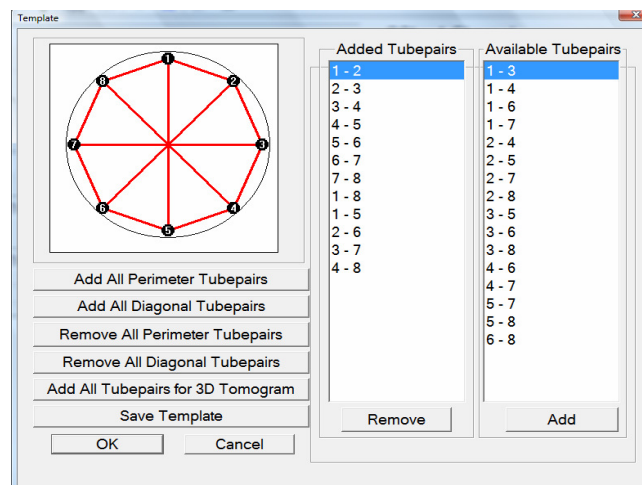 Template
1
2
3
4
5
6
7
8
Add All Perimeter Tubepairs
Add All Diagonal Tubepairs
Remove All Perimeter Tubepairs
Remove All Diagonal Tubepairs
Add All Tubepairs for 3D Tomogram
Save Template
OK
Cancel
Added Tubepairs
1 - 2
2 - 3
3 - 4
4 - 5
5 - 6
6 - 7
7 - 8
1 - 8
1 - 5
2 - 6
3 - 7
4 - 8
Remove
Available Tubepairs
1 - 3
1 - 4
1 - 6
1 - 7
2 - 4
2 - 5
2 - 7
2 - 8
3 - 5
3 - 6
3 - 8
4 - 6
4 - 7
5 - 7
5 - 8
6 - 8
Add